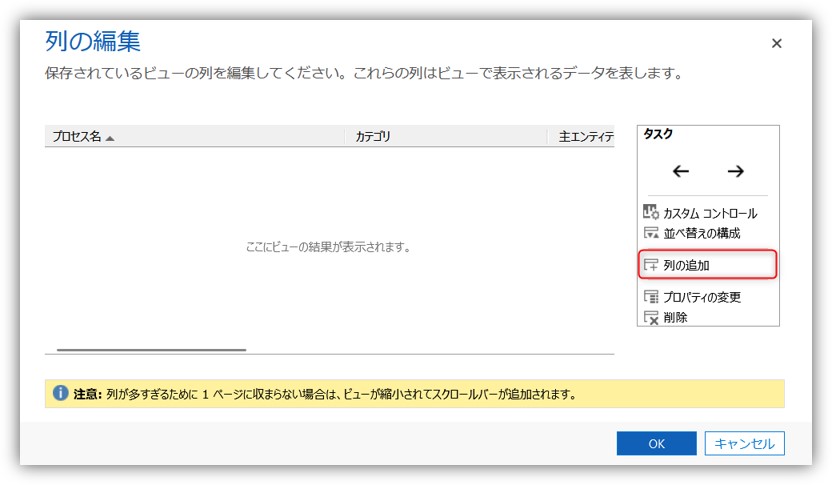 列の編集
保存されているビューの列を編集してください。これらの列はビューで表示されるデータを表します。
プロセス名 カテゴリ 主エンティテ
ここにビューの結果が表示されます。
タスク
カスタム コントロール
並べ替えの構成
列の追加
プロパティの変更
削除
注意: 列が多すぎるために 1 ページに収まらない場合は、ビューが縮小されてスクロールバーが追加されます。
OK キャンセル